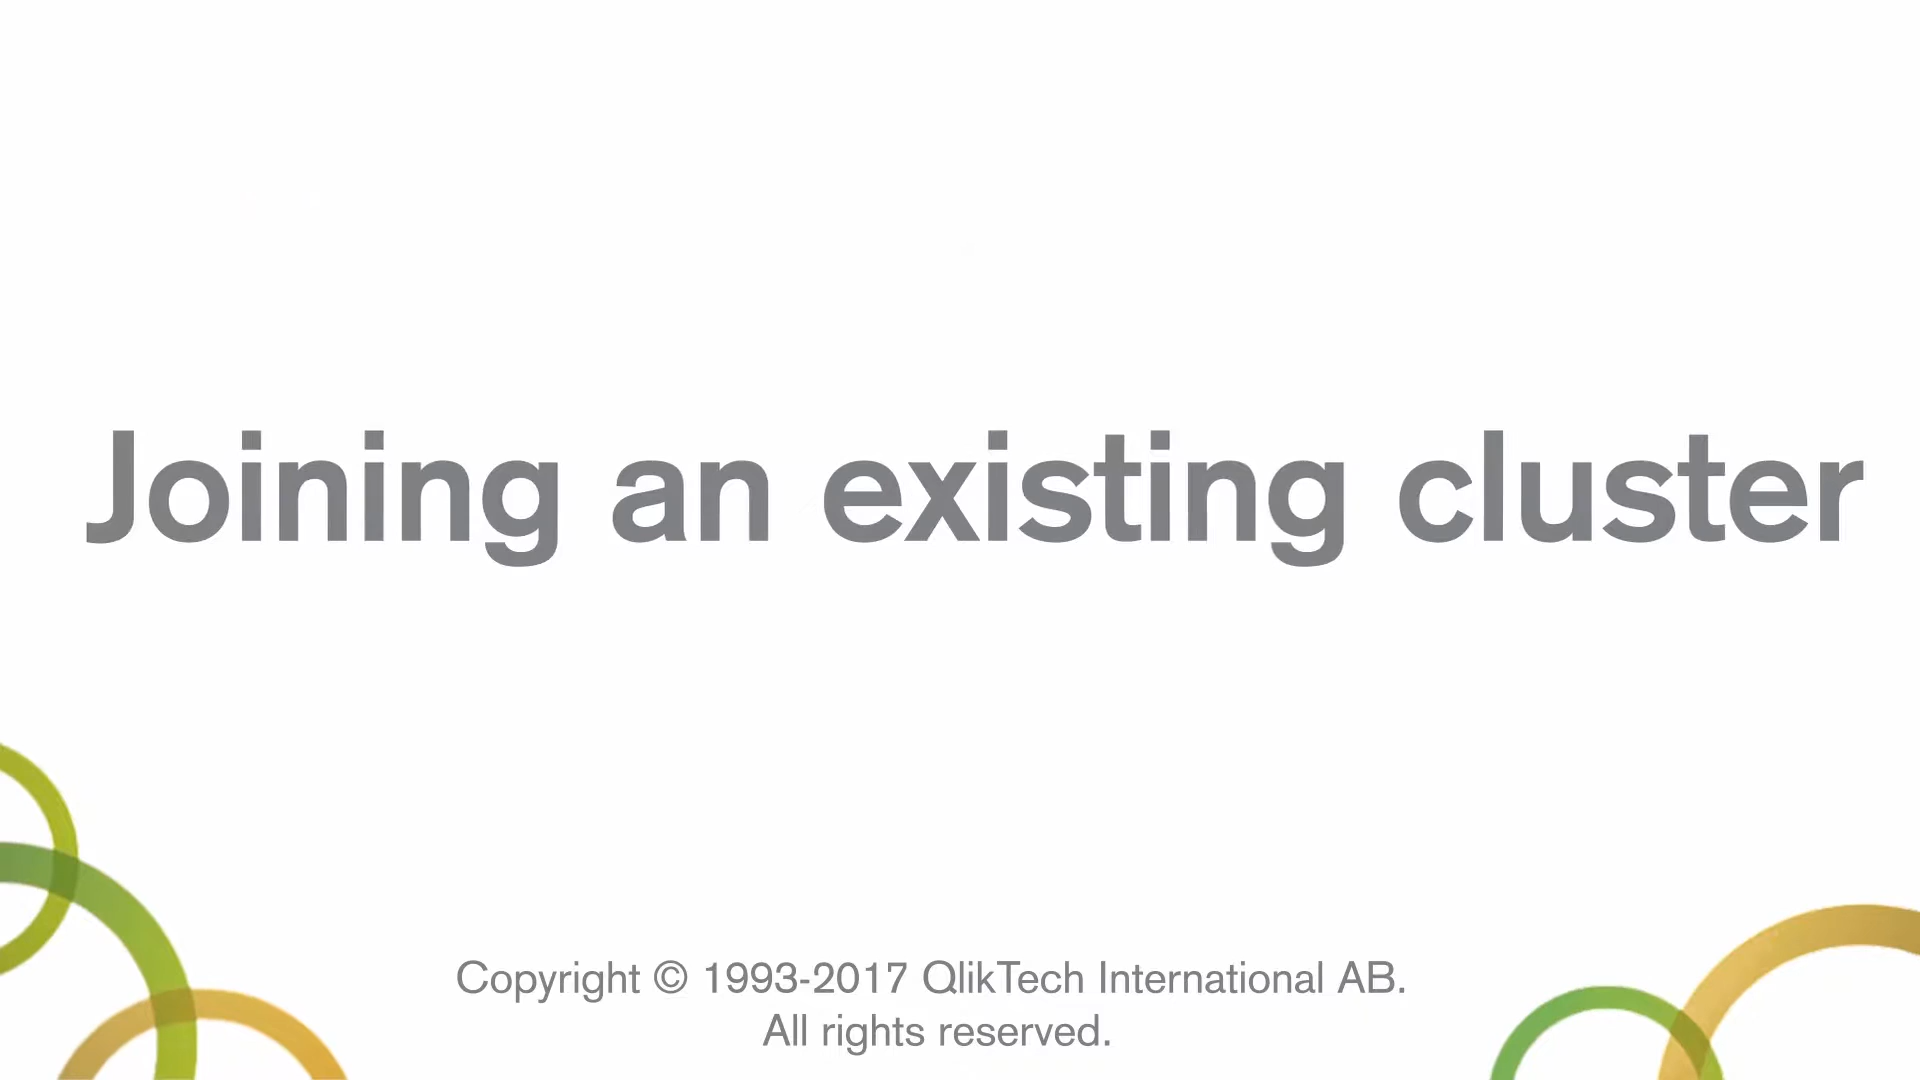 Joining an existing cluster
Copyright © 1993-2017 QlikTech International AB.
All rights reserved.